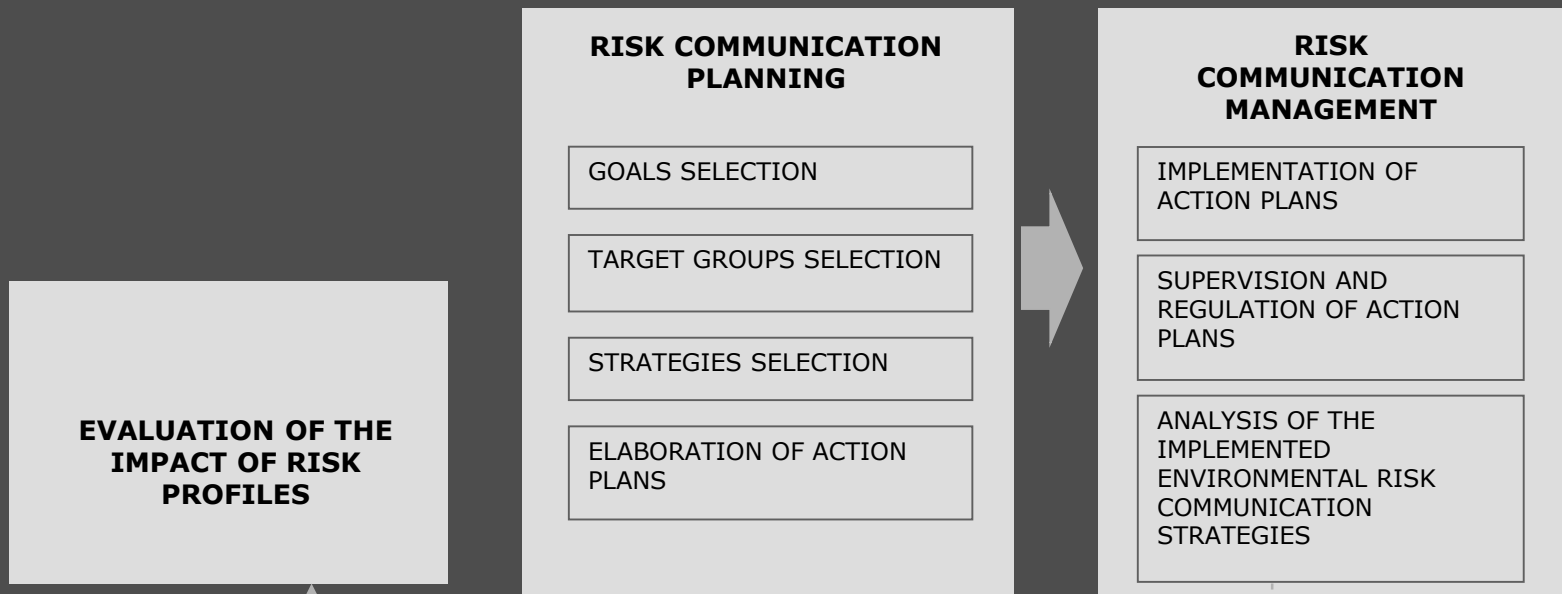 EVALUATION OF THE
IMPACT OF RISK
PROFILES
RISK COMMUNICATION
PLANNING
GOALS SELECTION
TARGET GROUPS SELECTION
STRATEGIES SELECTION
ELABORATION OF ACTION
PLANS
RISK
COMMUNICATION
MANAGEMENT
IMPLEMENTATION OF
ACTION PLANS
SUPERVISION AND
REGULATION OF ACTION
PLANS
ANALYSIS OF THE
IMPLEMENTED
ENVIRONMENTAL RISK
COMMUNICATION
STRATEGIES